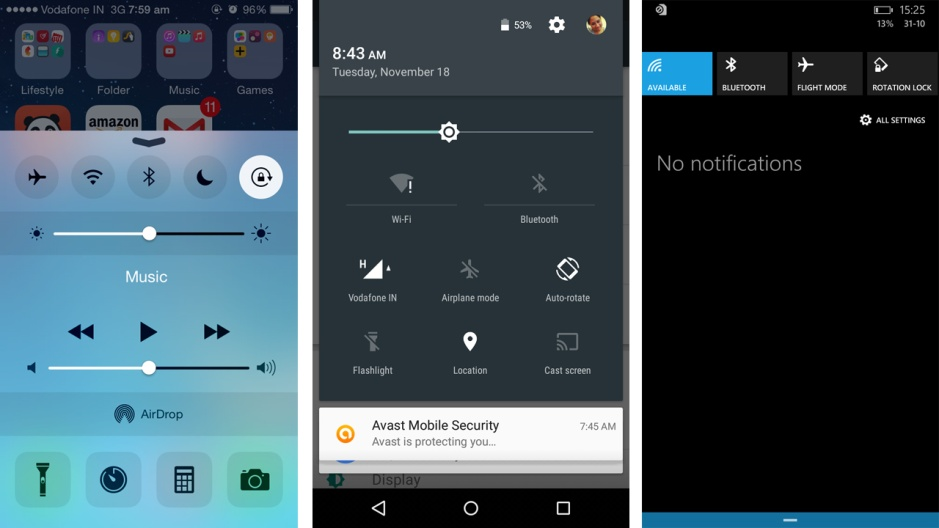 Vodafone IN 3G 7:59 am 96%
Lifestyle Folder Music Games
amazon
11
Music
AirDrop
53%
8:43 AM
Tuesday, November 18
Wi-Fi Bluetooth
H
Vodafone IN Airplane mode Auto-rotate
Flashlight Location Cast screen
Avast Mobile Security 7:45 AM
Avast is protecting you...
Display
15:25
13% 31-10
AVAILABLE BLUETOOTH FLIGHT MODE ROTATION LOCK
ALL SETTINGS
No notifications